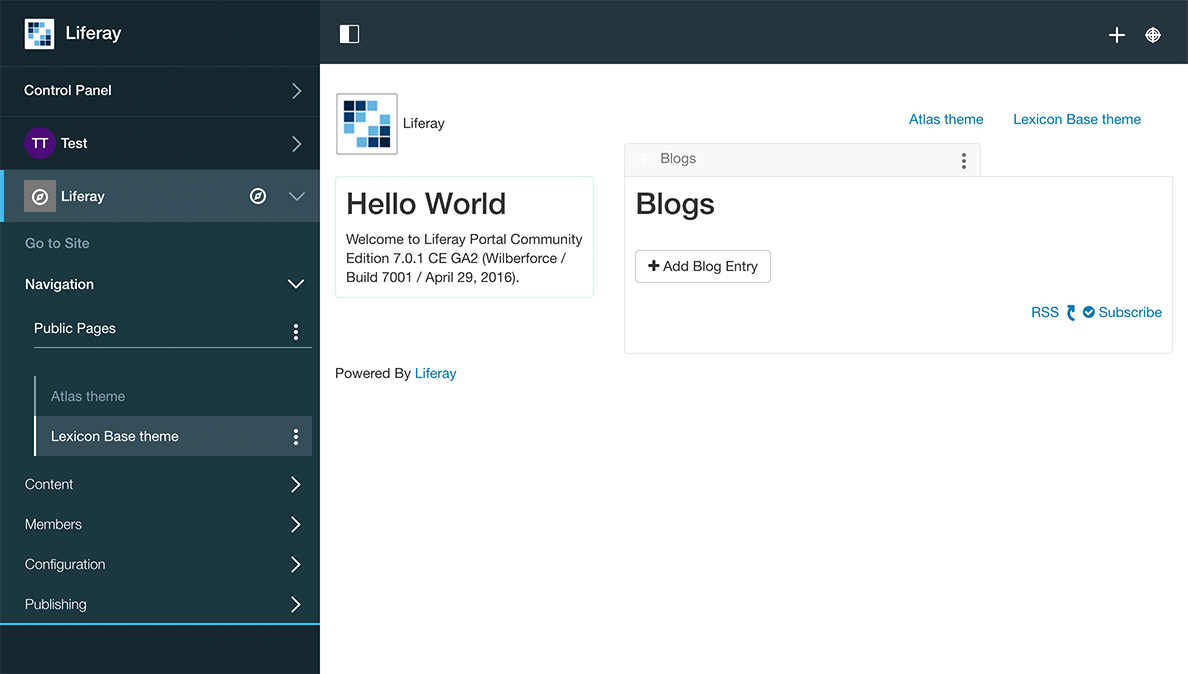 Liferay
Control Panel
TT Test
Liferay
Go to Site
Navigation
Public Pages
Atlas theme
Lexicon Base theme
Content
Members
Configuration
Publishing
Liferay
Atlas theme Lexicon Base theme
Hello World
Welcome to Liferay Portal Community
Edition 7.0.1 CE GA2 (Wilberforce /
Build 7001 / April 29, 2016).
Blogs
Blogs
Add Blog Entry
RSS Subscribe
Powered By Liferay